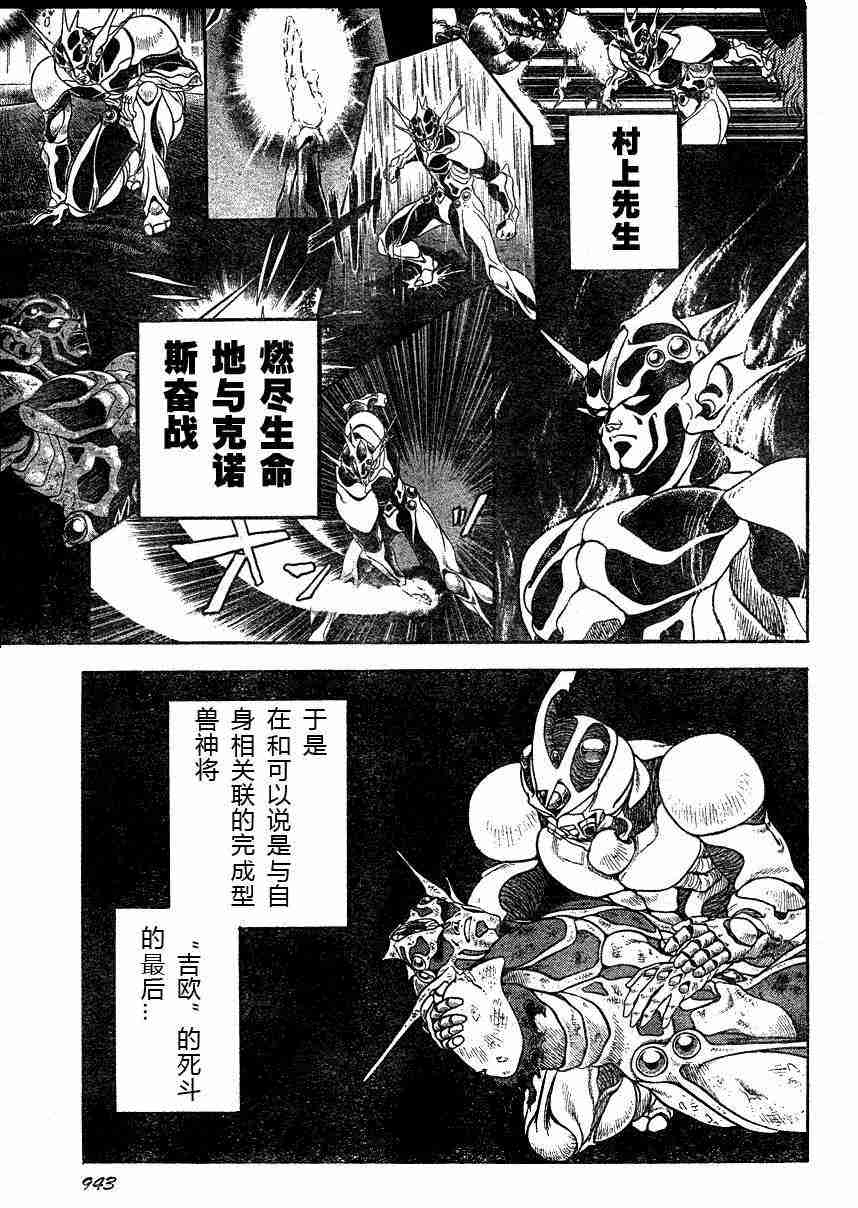 村上先生
燃尽生命
地与克诺
斯奋战
オン
于是
在和可以说是与自
身相关联的完成型
兽神将
“吉欧”的死斗
的最后…
943